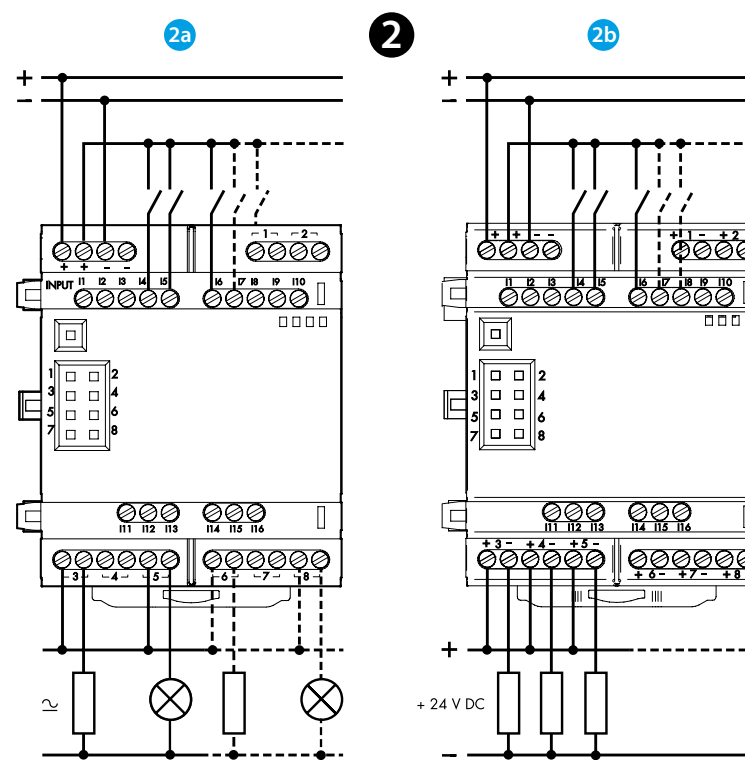 2a
2
2b
+
−
+
−
1
2
+ + − −
INPUT I1 I2 I3 I4 I5 I6 I7 I8 I9 I10
1 2
3 4
5 6
7 8
I11 I12 I13 I14 I15 I16
3 4 5 6 7 8
≃
+ + − −
+ 1 − + 2
I1 I2 I3 I4 I5 I6 I7 I8 I9 I10
1 2
3 4
5 6
7 8
I11 I12 I13 I14 I15 I16
+ 3 − + 4 − + 5 −
+ 6 − + 7 − + 8
+
+ 24 V DC
−